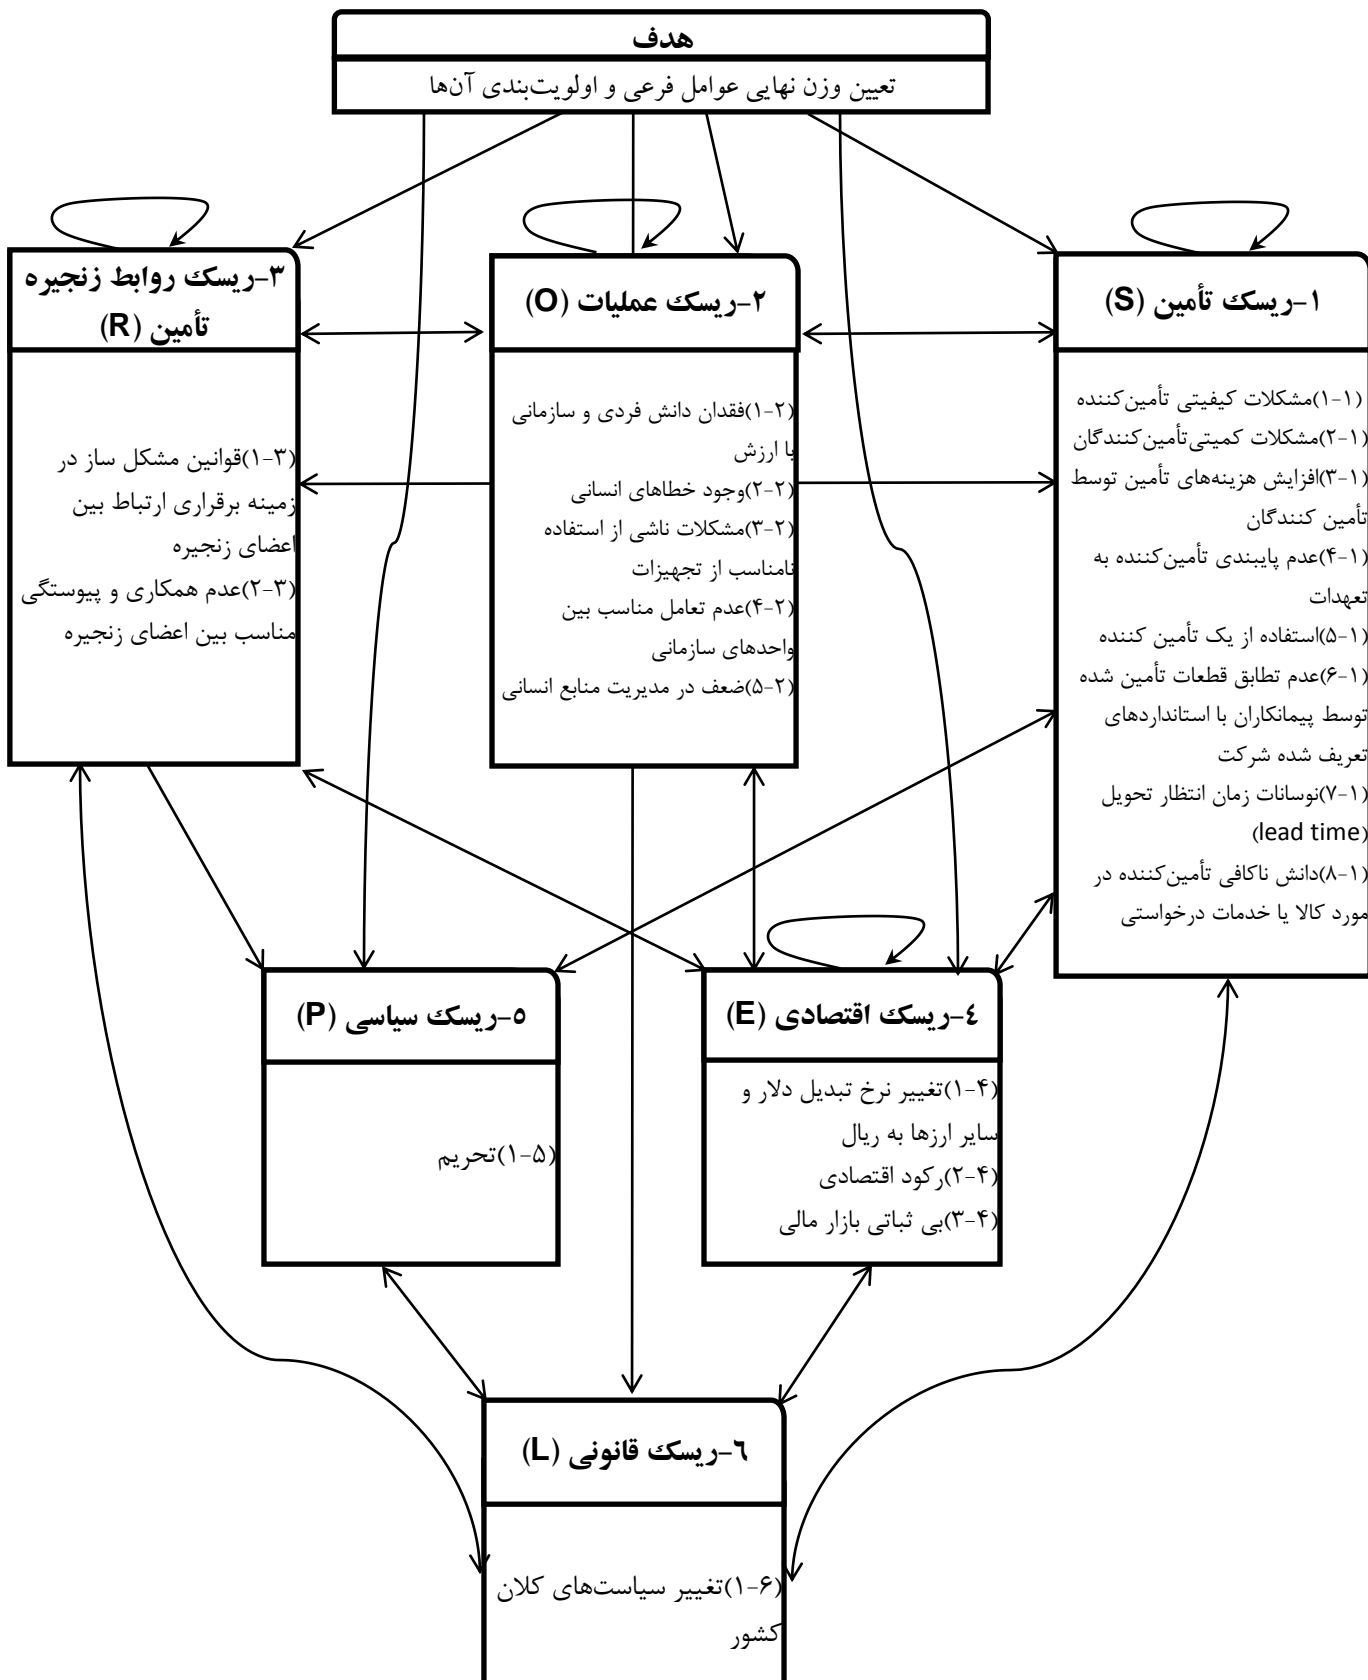 هدف
تعیین وزن نهایی عوامل فرعی و اولویت‌بندی آن‌ها
۱-ریسک تأمین (S)
(۱-۱)مشکلات کیفیتی تأمین‌کننده
(۲-۱)مشکلات کمیتی‌تأمین‌کنندگان
(۳-۱)افزایش هزینه‌های تأمین توسط
تأمین کنندگان
(۴-۱)عدم پایبندی تأمین‌کننده به
تعهدات
(۵-۱)استفاده از یک تأمین کننده
(۶-۱)عدم تطابق قطعات تأمین شده
توسط پیمانکاران با استانداردهای
تعریف شده شرکت
(۷-۱)نوسانات زمان انتظار تحویل
(lead time)
(۸-۱)دانش ناکافی تأمین‌کننده در
مورد کالا یا خدمات درخواستی
۲-ریسک عملیات (O)
(۱-۲)فقدان دانش فردی و سازمانی
با ارزش
(۲-۲)وجود خطاهای انسانی
(۳-۲)مشکلات ناشی از استفاده
نامناسب از تجهیزات
(۴-۲)عدم تعامل مناسب بین
واحدهای سازمانی
(۵-۲)ضعف در مدیریت منابع انسانی
۳-ریسک روابط زنجیره
تأمین (R)
(۱-۳)قوانین مشکل ساز در
زمینه برقراری ارتباط بین
اعضای زنجیره
(۲-۳)عدم همکاری و پیوستگی
مناسب بین اعضای زنجیره
٤-ریسک اقتصادی (E)
(۱-۴)تغییر نرخ تبدیل دلار و
سایر ارزها به ریال
(۲-۴)رکود اقتصادی
(۳-۴)بی ثباتی بازار مالی
٥-ریسک سیاسی (P)
(۱-۵)تحریم
٦-ریسک قانونی (L)
(۱-۶)تغییر سیاست‌های کلان
کشور